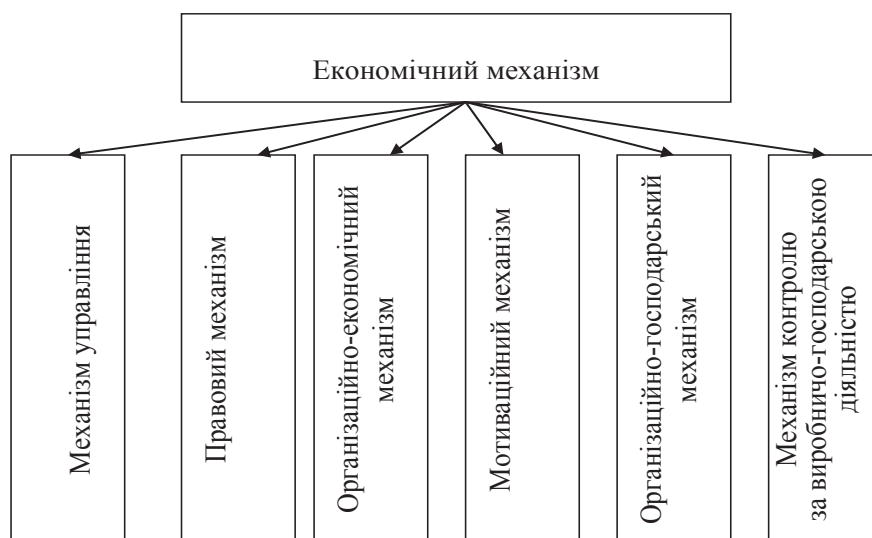 Економічний механізм
Механізм управління
Правовий механізм
Організаційно-економічний
механізм
Мотиваційний механізм
Організаційно-господарський
механізм
Механізм контролю
за виробничо-господарською
діяльністю